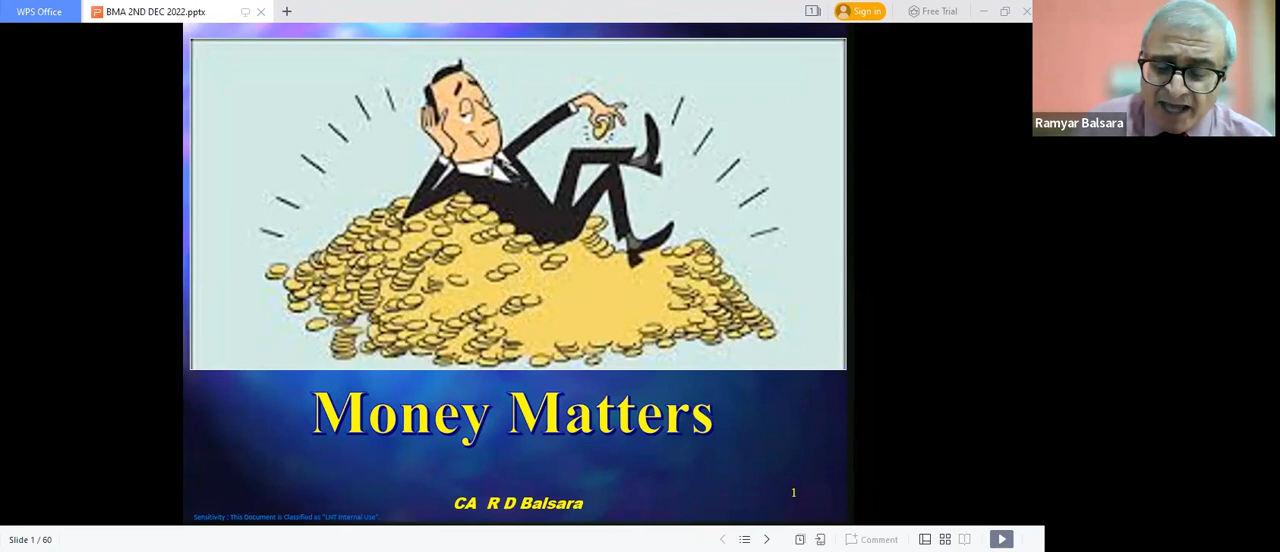 WPS Office
BMA 2ND DEC 2022.pptx
1
Sign in
Free Trial
Ramyar Balsara
Money Matters
CA R D Balsara
1
Sensitivity : This Document is Classified as "LNT Internal Use".
Slide 1 / 60
Comment